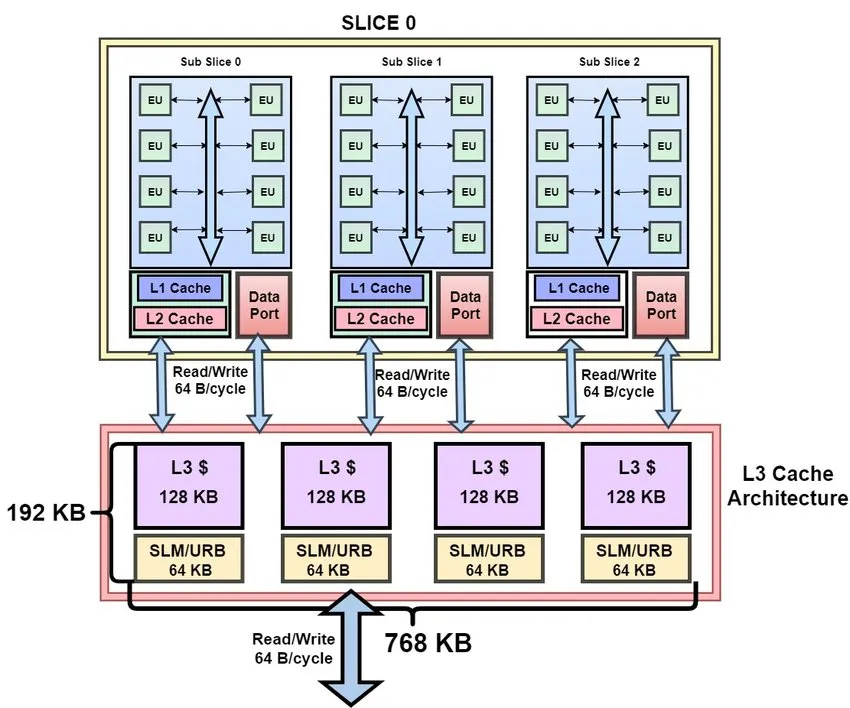 SLICE 0
Sub Slice 0
Sub Slice 1
Sub Slice 2
EU EU EU EU EU EU
EU EU EU EU EU EU
EU EU EU EU EU EU
EU EU EU EU EU EU
L1 Cache
L2 Cache
Data
Port
L1 Cache
L2 Cache
Data
Port
L1 Cache
L2 Cache
Data
Port
Read/Write
64 B/cycle
Read/Write
64 B/cycle
Read/Write
64 B/cycle
192 KB
L3 $
128 KB
L3 $
128 KB
L3 $
128 KB
L3 $
128 KB
L3 Cache
Architecture
SLM/URB
64 KB
SLM/URB
64 KB
SLM/URB
64 KB
SLM/URB
64 KB
Read/Write
64 B/cycle
768 KB